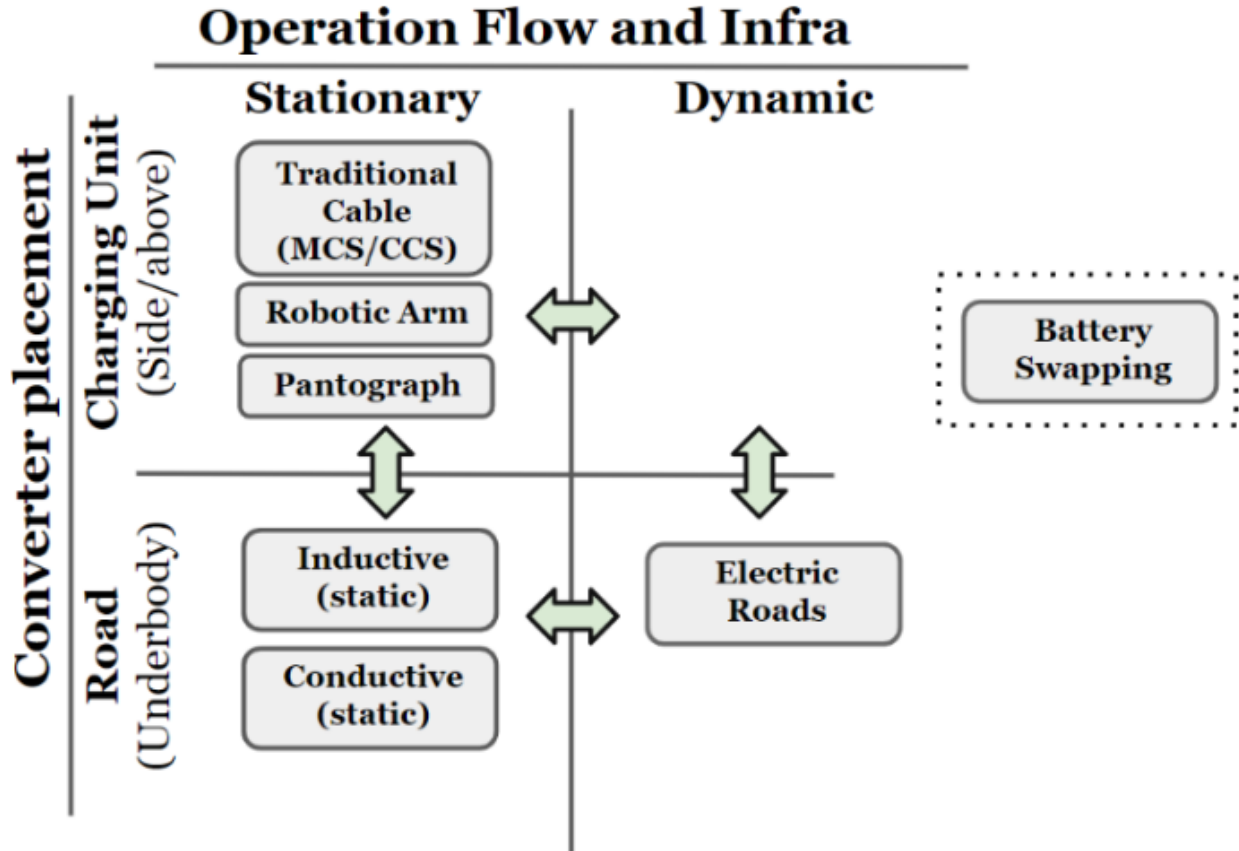 Operation Flow and Infra
Stationary
Dynamic
Converter placement
Charging Unit
(Side/above)
Traditional
Cable
(MCS/CCS)
Robotic Arm
Pantograph
Battery
Swapping
Road
(Underbody)
Inductive
(static)
Conductive
(static)
Electric
Roads